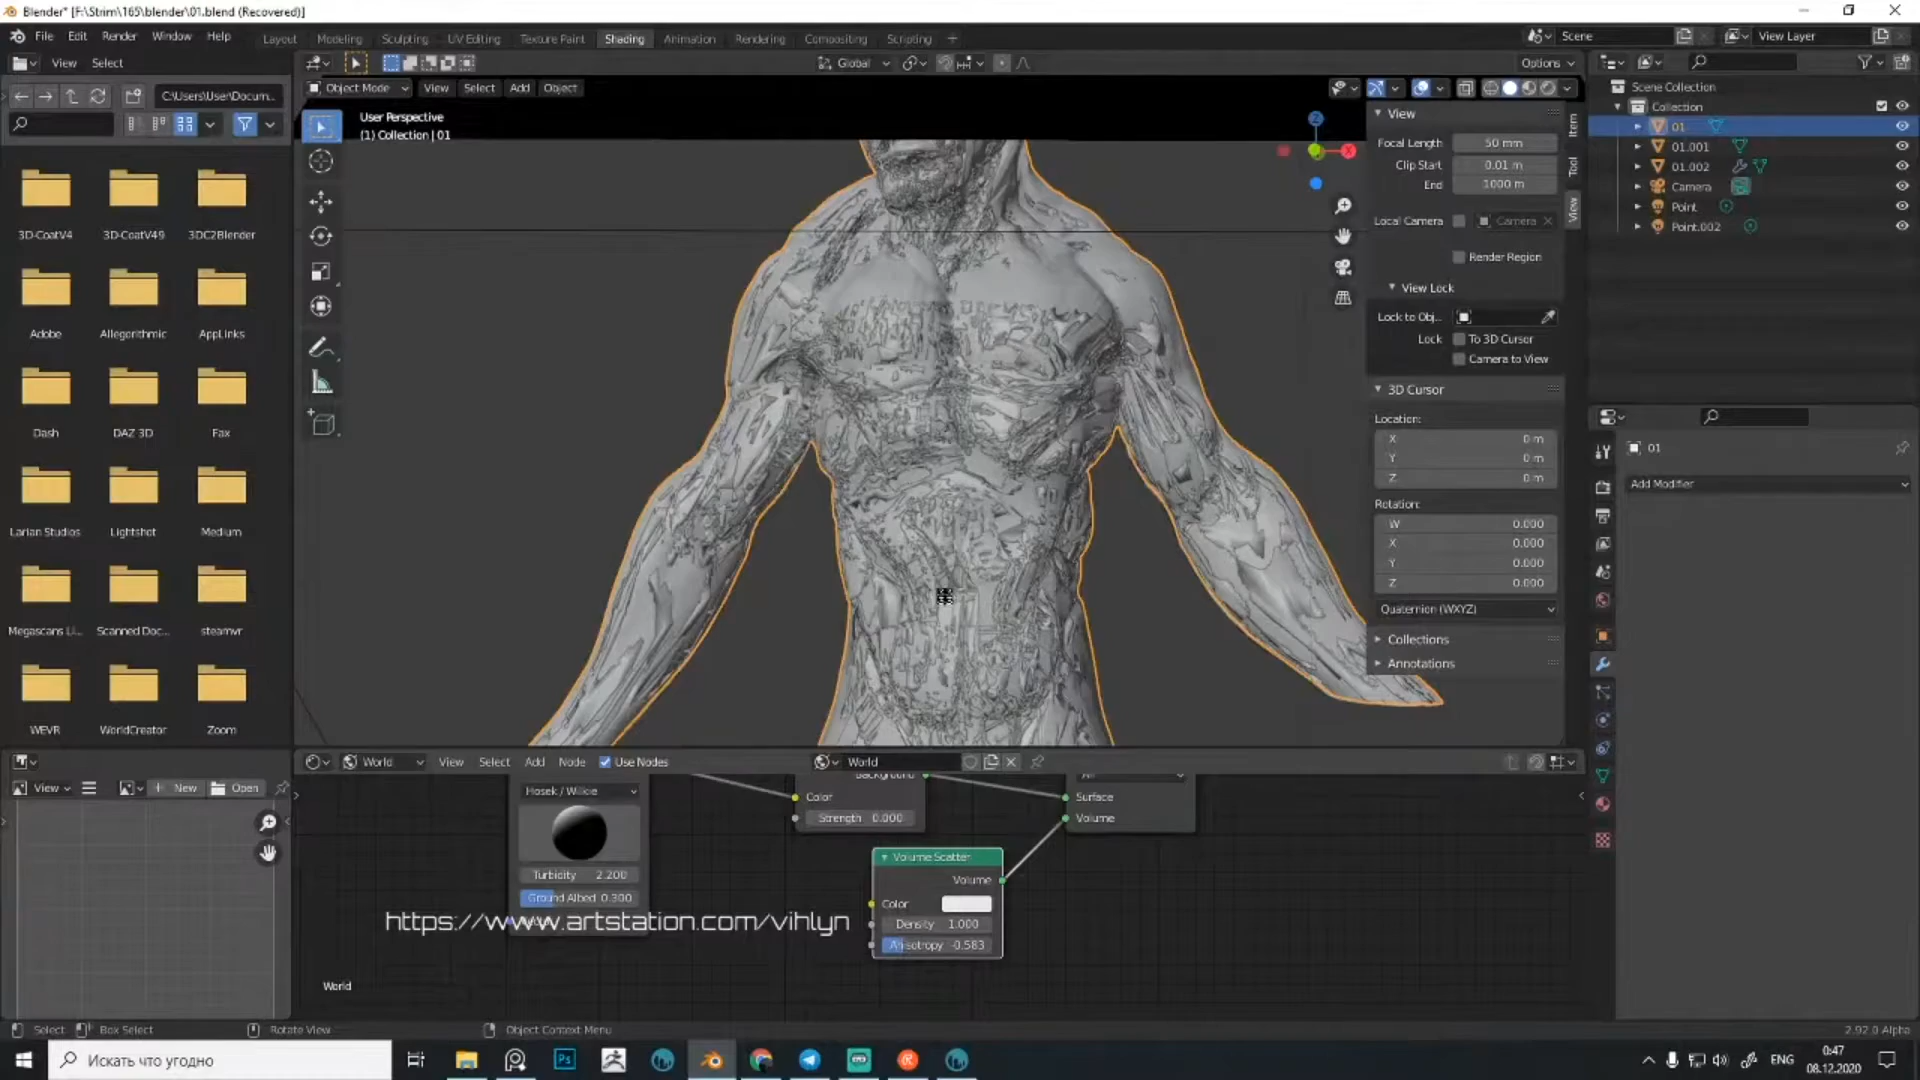 Blender* [F:\Strim\165\blender\01.blend (Recovered)]
File Edit Render Window Help
Layout Modeling Sculpting UV Editing Texture Paint Shading Animation Rendering Compositing Scripting +
Scene
View Layer
View Select
Global
Options
C:\Users\User\Docum...
Object Mode View Select Add Object
User Perspective
(1) Collection | 01
Z
X
3D-CoatV4 3D-CoatV49 3DC2Blender
Adobe Allegorithmic AppLinks
Dash DAZ 3D Fax
Larian Studios Lightshot Medium
Megascans Li... Scanned Doc... steamvr
WEVR WorldCreator Zoom
View
Focal Length 50 mm
Clip Start 0.01 m
End 1000 m
Local Camera Camera
Render Region
View Lock
Lock to Obj...
Lock To 3D Cursor
Camera to View
3D Cursor
Location:
X 0 m
Y 0 m
Z 0 m
Rotation:
W 0.000
X 0.000
Y 0.000
Z 0.000
Quaternion (WXYZ)
Collections
Annotations
Item
Tool
View
Scene Collection
Collection
01
01.001
01.002
Camera
Point
Point.002
01
Add Modifier
View + New Open
World View Select Add Node Use Nodes World
Hosek / Wilkie
Turbidity 2.200
Ground Albed 0.300
Background
Color
Strength 0.000
All
Surface
Volume
Volume Scatter
Volume
Color
Density 1.000
Anisotropy -0.583
https://www.artstation.com/vihlyn
World
Select Box Select Rotate View Object Context Menu
2.92.0 Alpha
Искать что угодно
Ps
ENG
0:47
08.12.2020